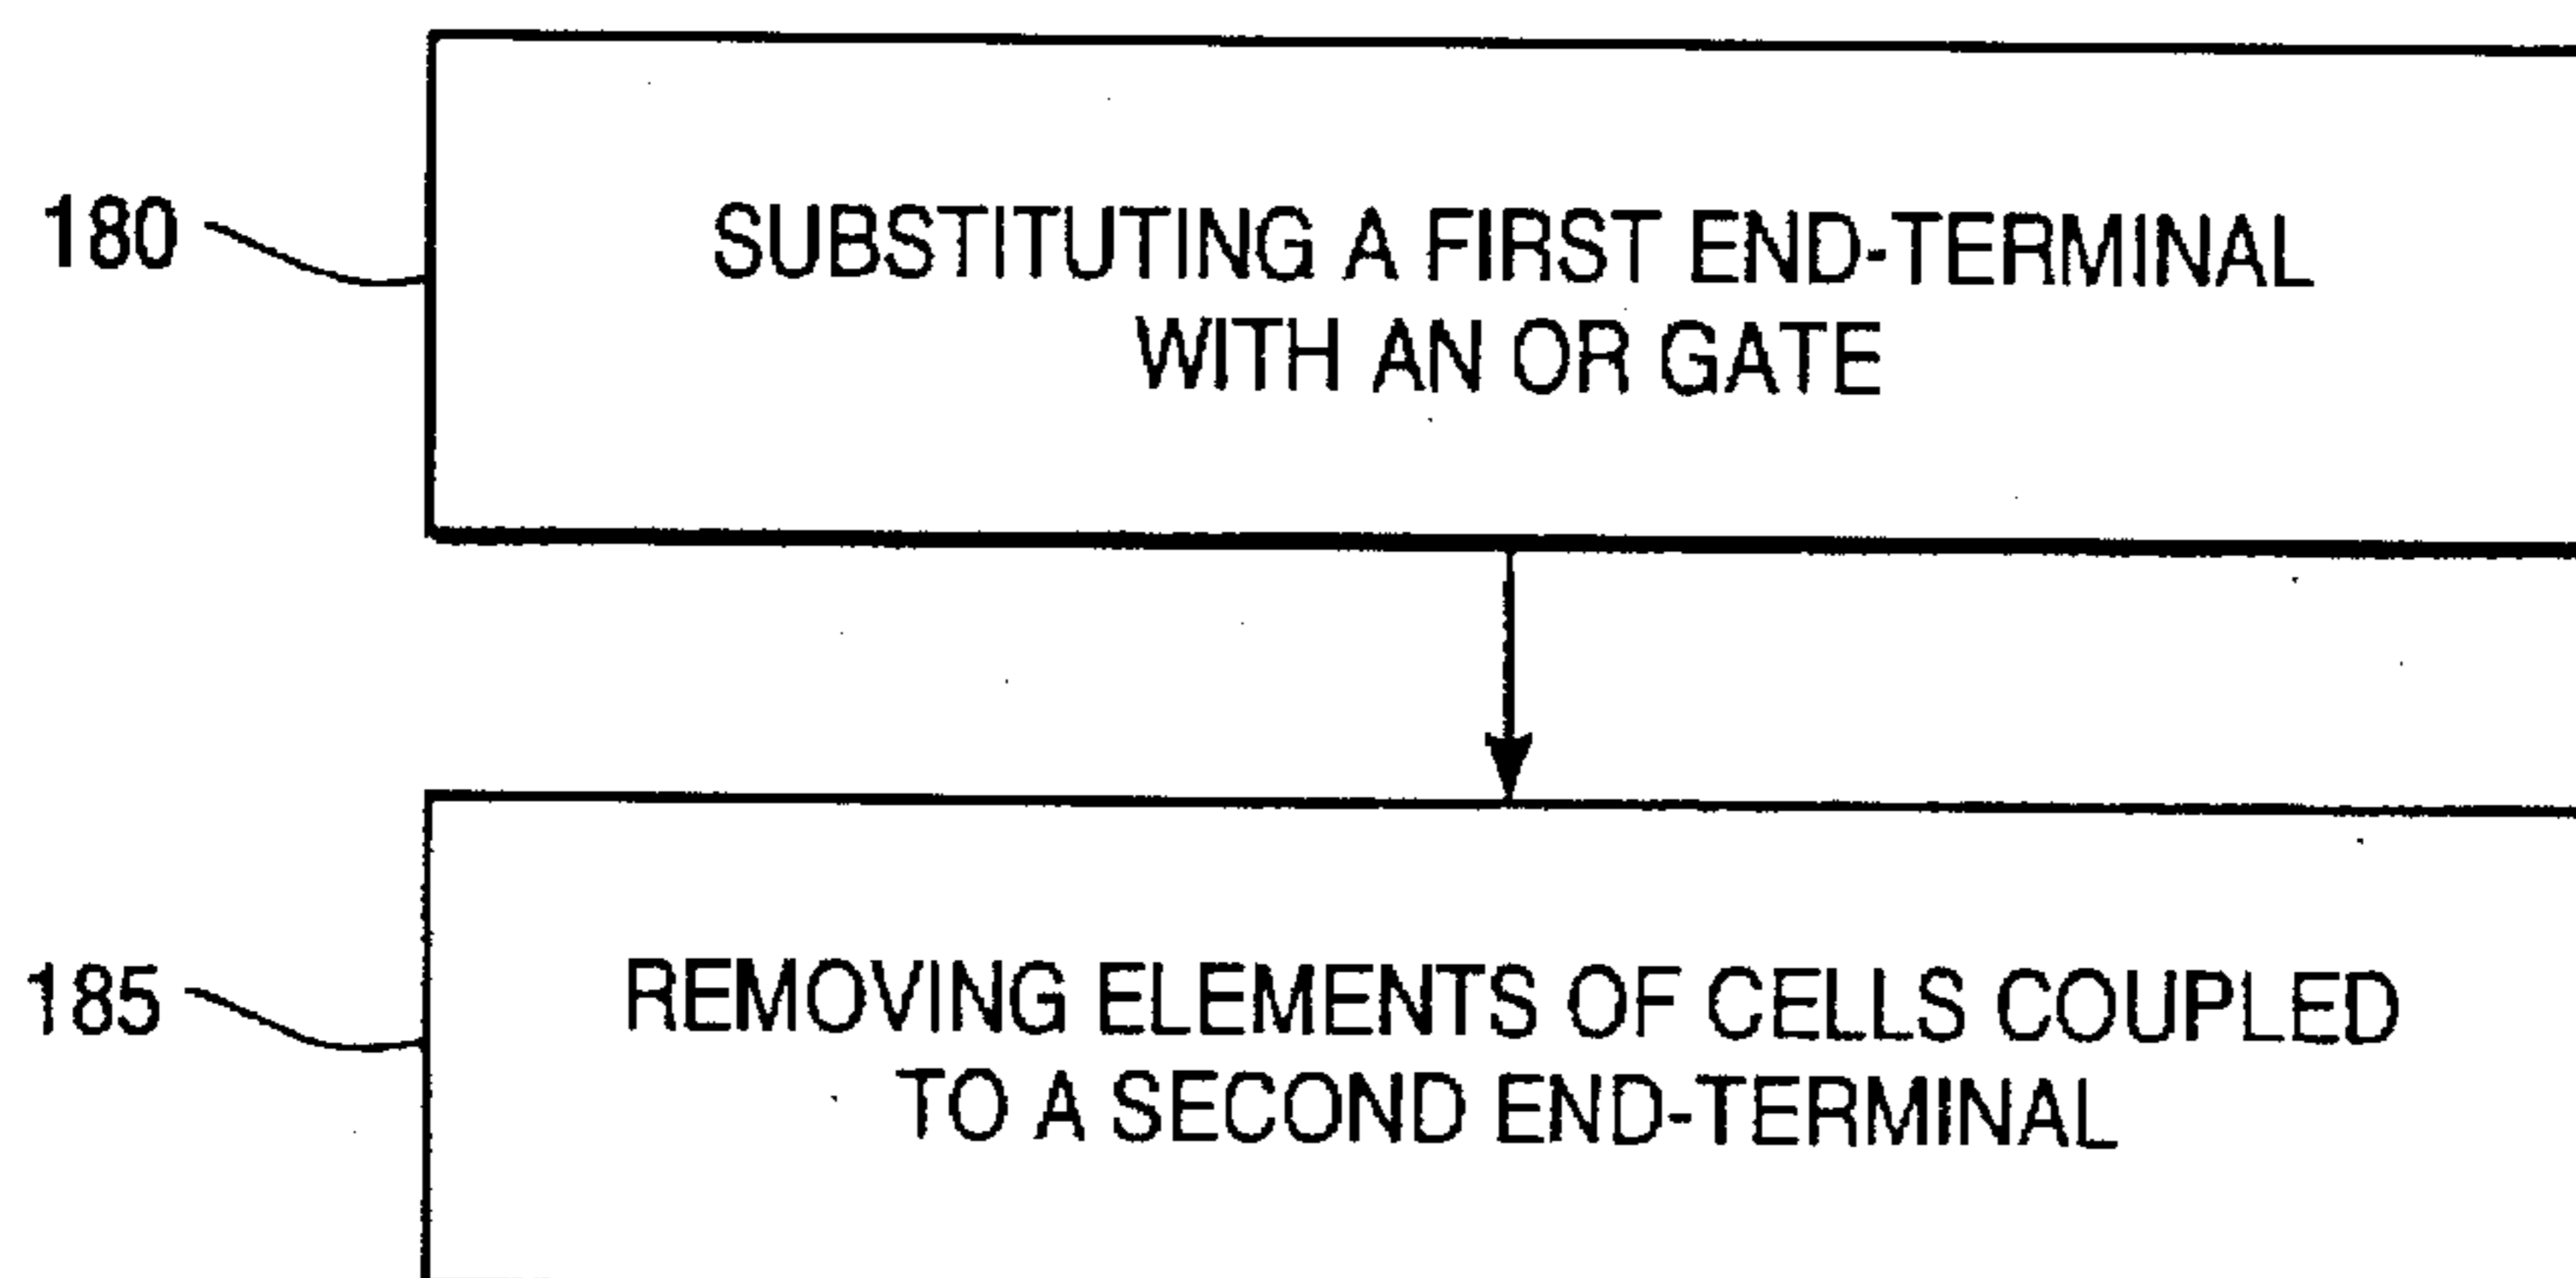 180
SUBSTITUTING A FIRST END-TERMINAL
WITH AN OR GATE
185
REMOVING ELEMENTS OF CELLS COUPLED
TO A SECOND END-TERMINAL